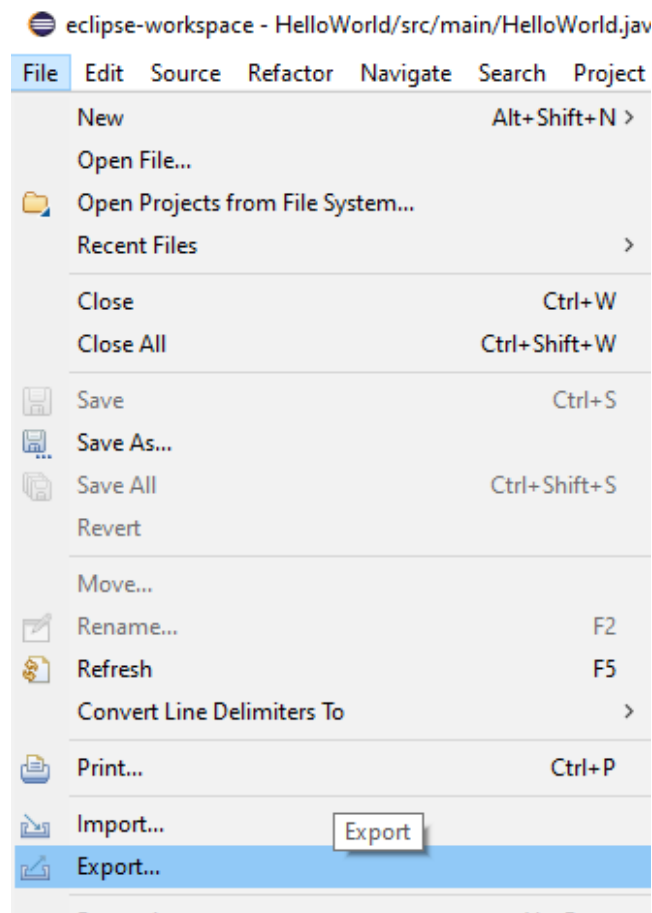 eclipse-workspace - HelloWorld/src/main/HelloWorld.jav
File Edit Source Refactor Navigate Search Project
New Alt+Shift+N >
Open File...
Open Projects from File System...
Recent Files >
Close Ctrl+W
Close All Ctrl+Shift+W
Save Ctrl+S
Save As...
Save All Ctrl+Shift+S
Revert
Move...
Rename... F2
Refresh F5
Convert Line Delimiters To >
Print... Ctrl+P
Import...
Export
Export...